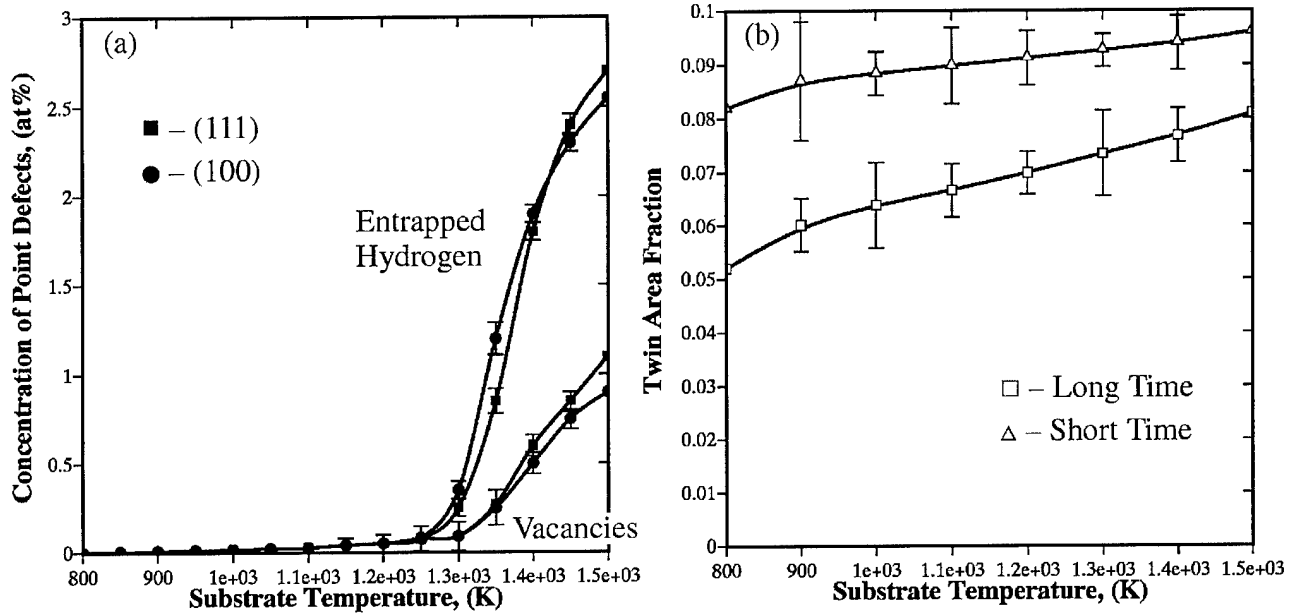 (a)
Concentration of Point Defects, (at%)
3
2.5
2
1.5
1
0.5
0
– (111)
– (100)
Entrapped
Hydrogen
Vacancies
800
900
1e+03
1.1e+03
1.2e+03
1.3e+03
1.4e+03
1.5e+03
Substrate Temperature, (K)
(b)
Twin Area Fraction
0.1
0.09
0.08
0.07
0.06
0.05
0.04
0.03
0.02
0.01
0
– Long Time
– Short Time
800
900
1e+03
1.1e+03
1.2e+03
1.3e+03
1.4e+03
1.5e+03
Substrate Temperature, (K)